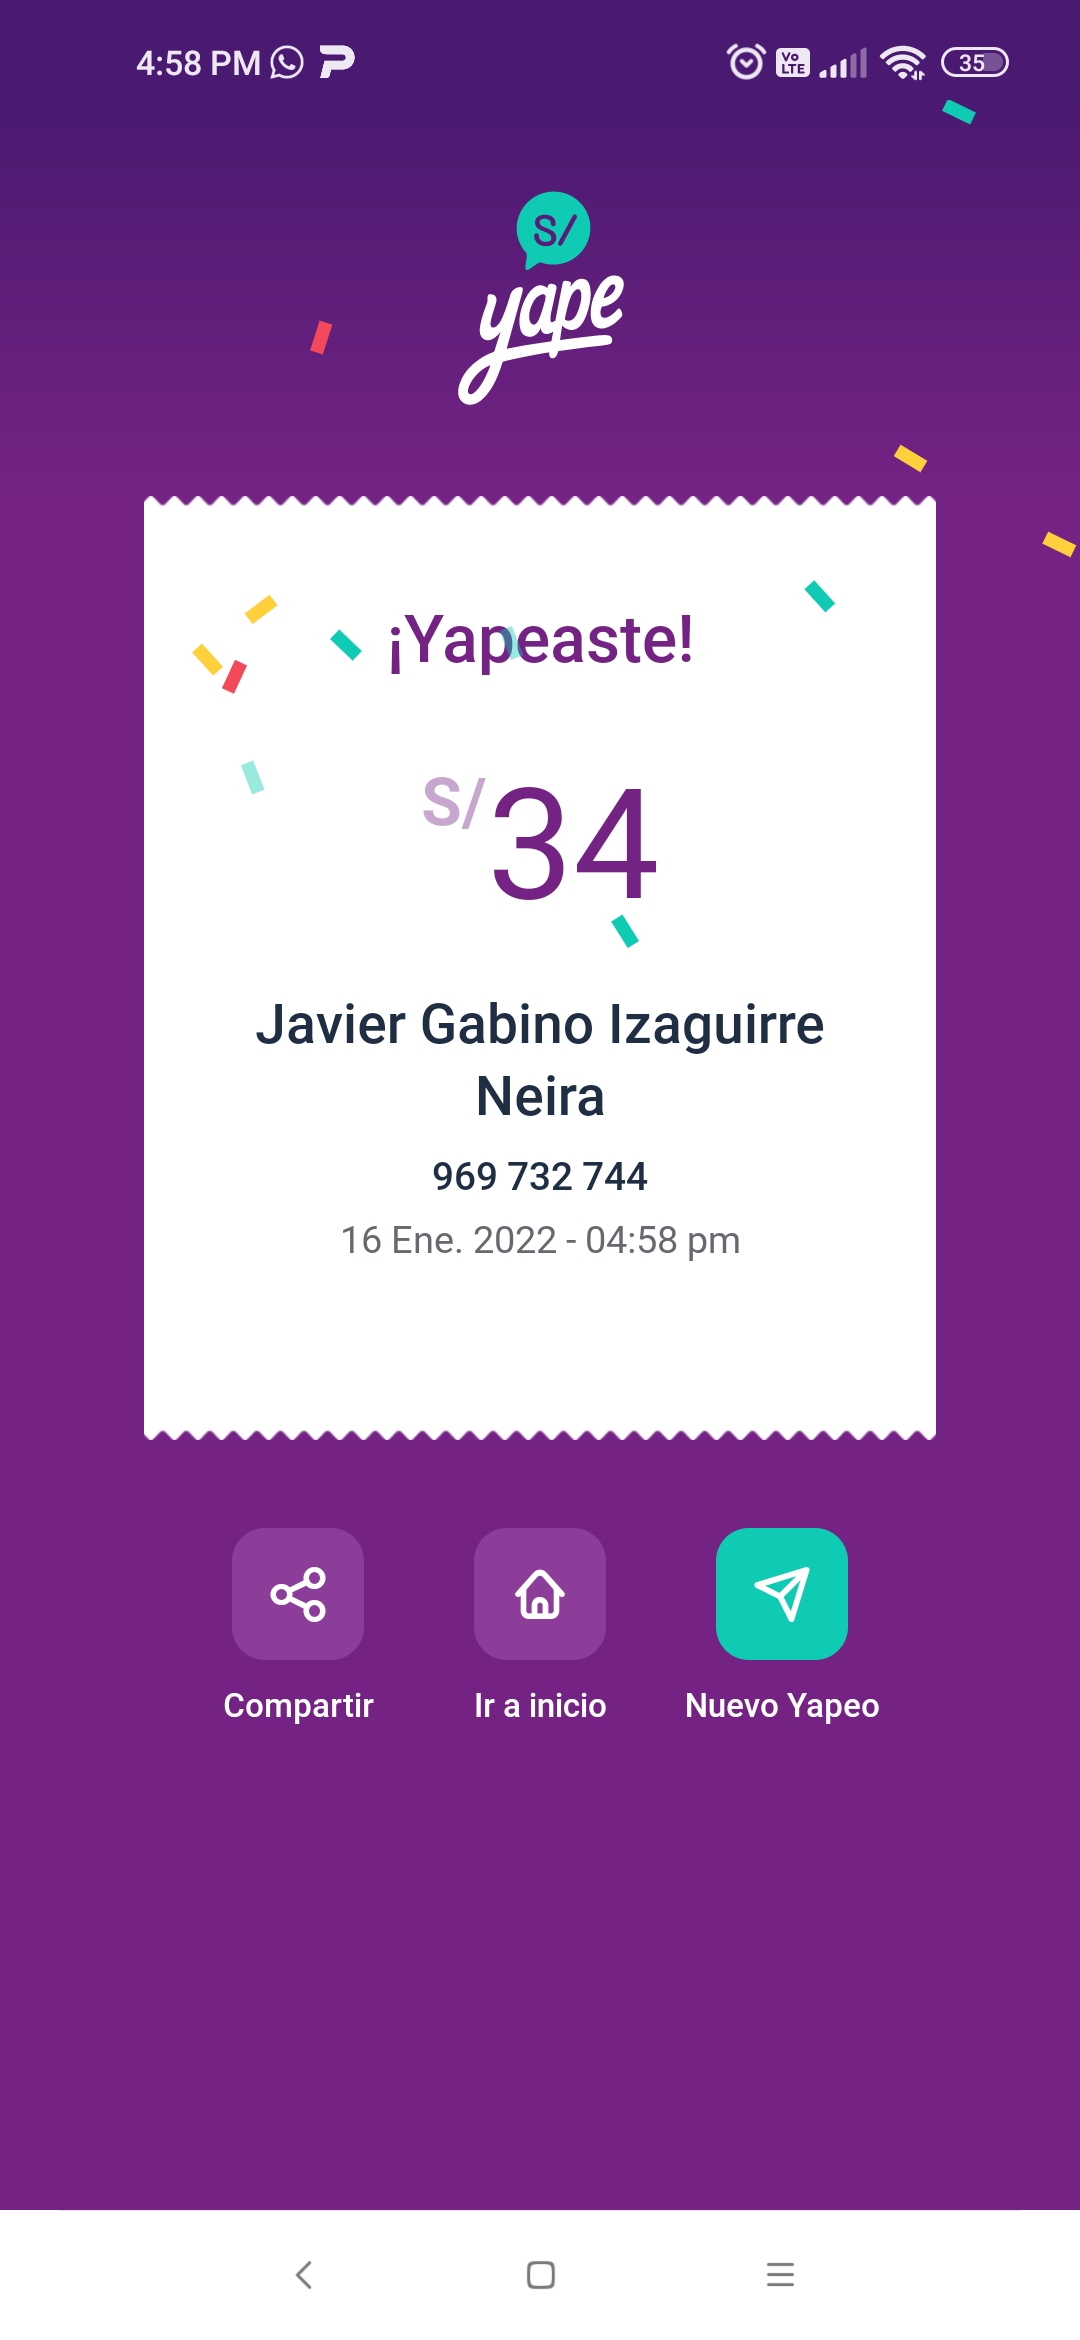 4:58 PM
Vo
LTE
35
S/
yape
¡Yapeaste!
S/34
Javier Gabino Izaguirre
Neira
969 732 744
16 Ene. 2022 - 04:58 pm
Compartir
Ir a inicio
Nuevo Yapeo